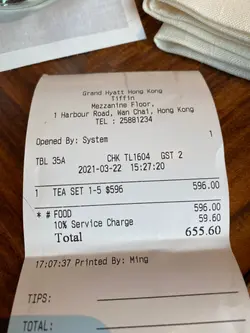 Grand Hyatt Hong Kong
Tiffin
Mezzanine Floor,
1 Harbour Road, Wan Chai, Hong Kong
TEL : 25881234
Opened By: System 1
TBL 35A CHK TL1604 GST 2
2021-03-22 15:27:20
1 TEA SET 1-5 $596 596.00
* # FOOD 596.00
10% Service Charge 59.60
Total 655.60
17:07:37 Printed By: Ming
TIPS:
TOTAL: